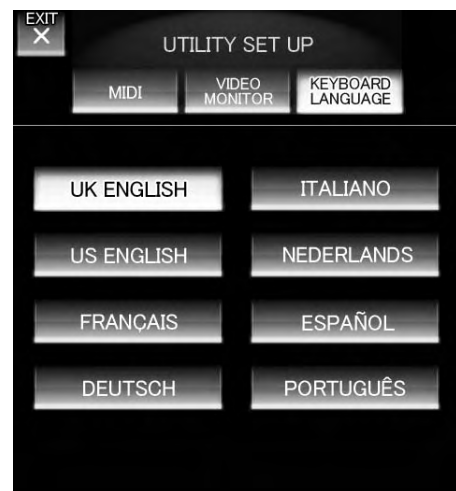 EXIT
×
UTILITY SET UP
MIDI
VIDEO
MONITOR
KEYBOARD
LANGUAGE
UK ENGLISH
ITALIANO
US ENGLISH
NEDERLANDS
FRANÇAIS
ESPAÑOL
DEUTSCH
PORTUGUÊS